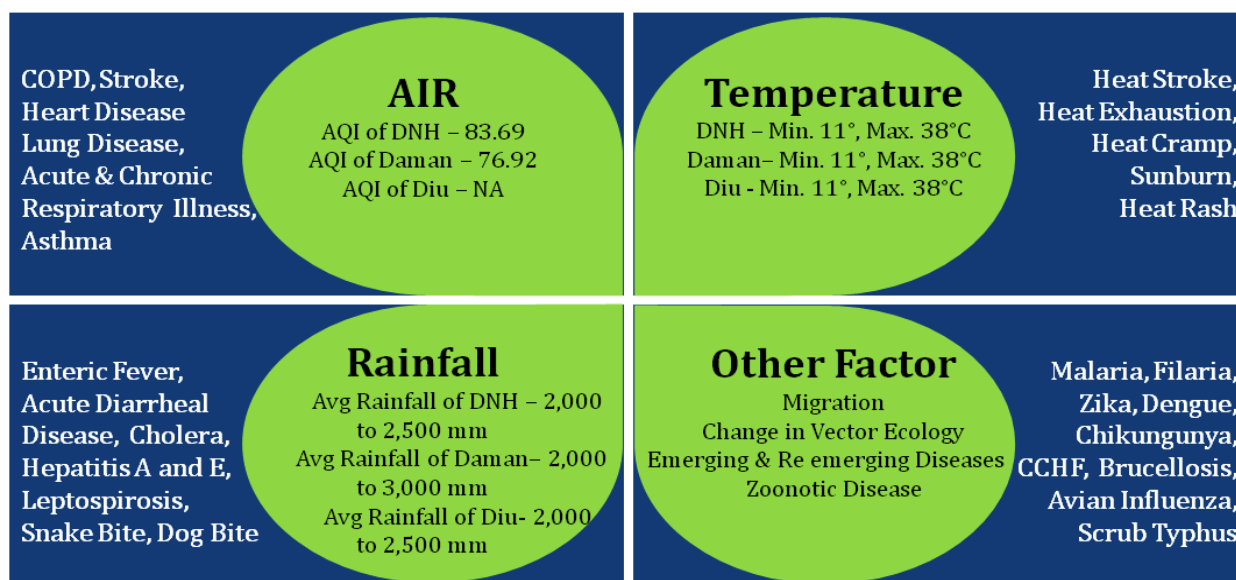 COPD, Stroke,
Heart Disease
Lung Disease,
Acute & Chronic
Respiratory Illness,
Asthma
AIR
AQI of DNH – 83.69
AQI of Daman – 76.92
AQI of Diu – NA
Temperature
DNH – Min. 11°, Max. 38°C
Daman– Min. 11°, Max. 38°C
Diu - Min. 11°, Max. 38°C
Heat Stroke,
Heat Exhaustion,
Heat Cramp,
Sunburn,
Heat Rash
Enteric Fever,
Acute Diarrheal
Disease, Cholera,
Hepatitis A and E,
Leptospirosis,
Snake Bite, Dog Bite
Rainfall
Avg Rainfall of DNH – 2,000
to 2,500 mm
Avg Rainfall of Daman– 2,000
to 3,000 mm
Avg Rainfall of Diu- 2,000
to 2,500 mm
Other Factor
Migration
Change in Vector Ecology
Emerging & Re emerging Diseases
Zoonotic Disease
Malaria, Filaria,
Zika, Dengue,
Chikungunya,
CCHF, Brucellosis,
Avian Influenza,
Scrub Typhus